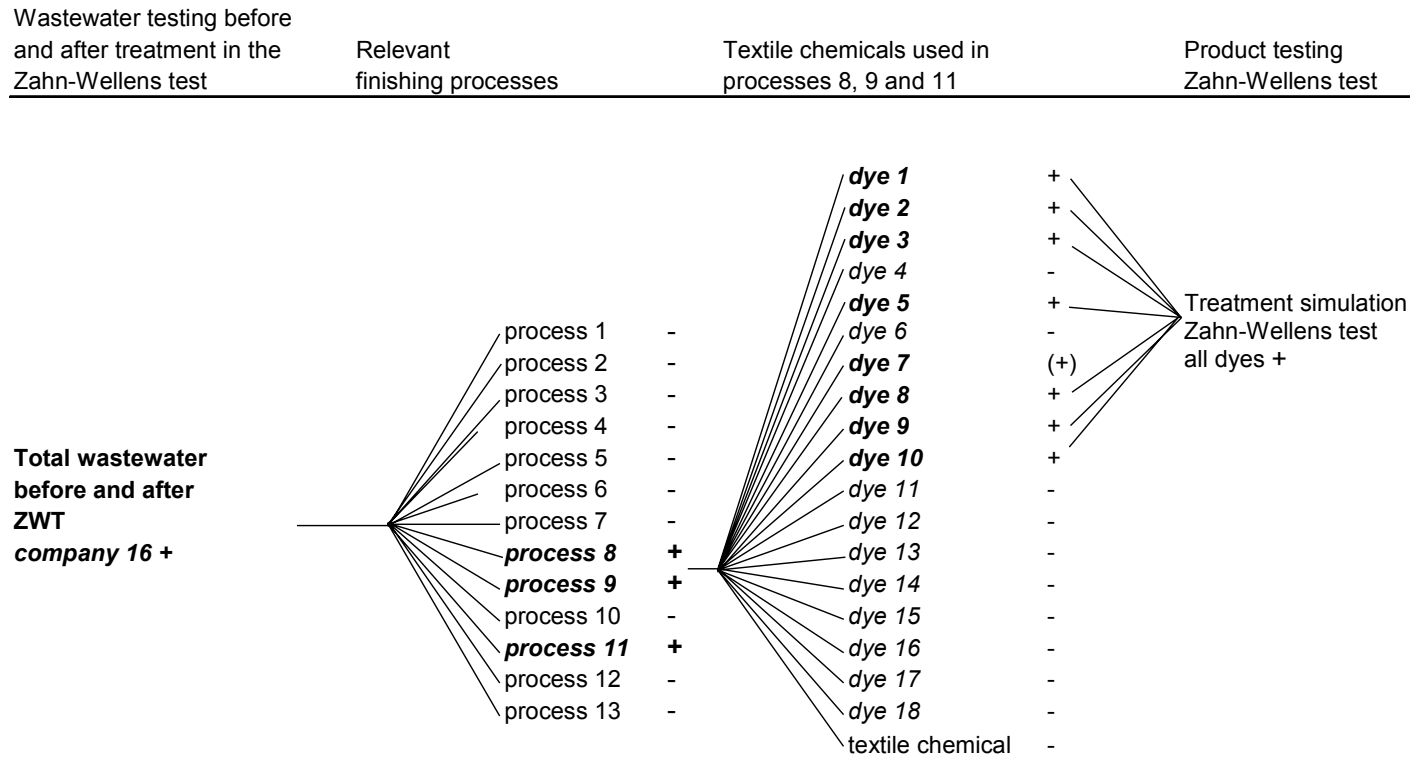 Wastewater testing before
and after treatment in the
Zahn-Wellens test
Relevant
finishing processes
Textile chemicals used in
processes 8, 9 and 11
Product testing
Zahn-Wellens test
Total wastewater
before and after
ZWT
company 16 +
process 1 -
process 2 -
process 3 -
process 4 -
process 5 -
process 6 -
process 7 -
process 8 +
process 9 +
process 10 -
process 11 +
process 12 -
process 13 -
dye 1 +
dye 2 +
dye 3 +
dye 4 -
dye 5 +
dye 6 -
dye 7 (+)
dye 8 +
dye 9 +
dye 10 +
dye 11 -
dye 12 -
dye 13 -
dye 14 -
dye 15 -
dye 16 -
dye 17 -
dye 18 -
textile chemical -
Treatment simulation
Zahn-Wellens test
all dyes +